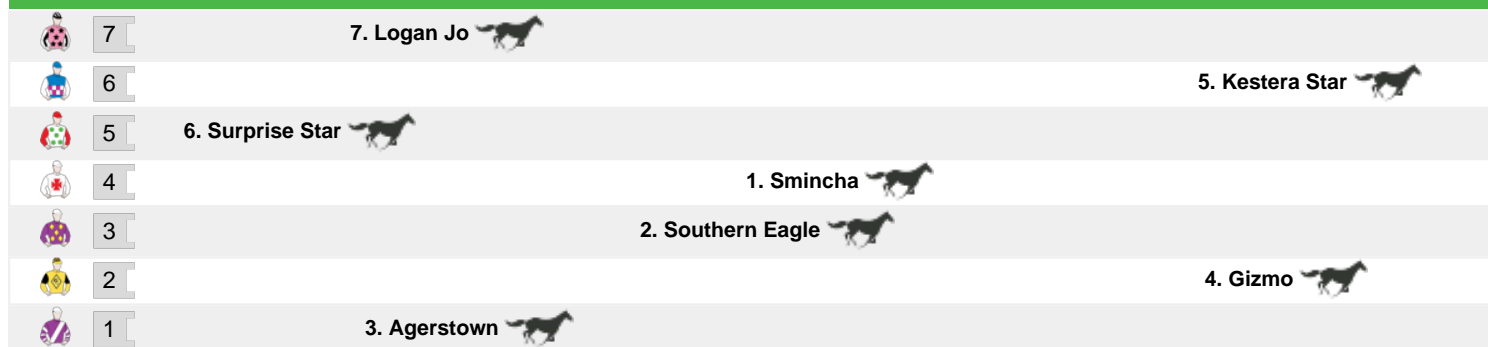 7 7. Logan Jo
6 5. Kestera Star
5 6. Surprise Star
4 1. Smincha
3 2. Southern Eagle
2 4. Gizmo
1 3. Agerstown